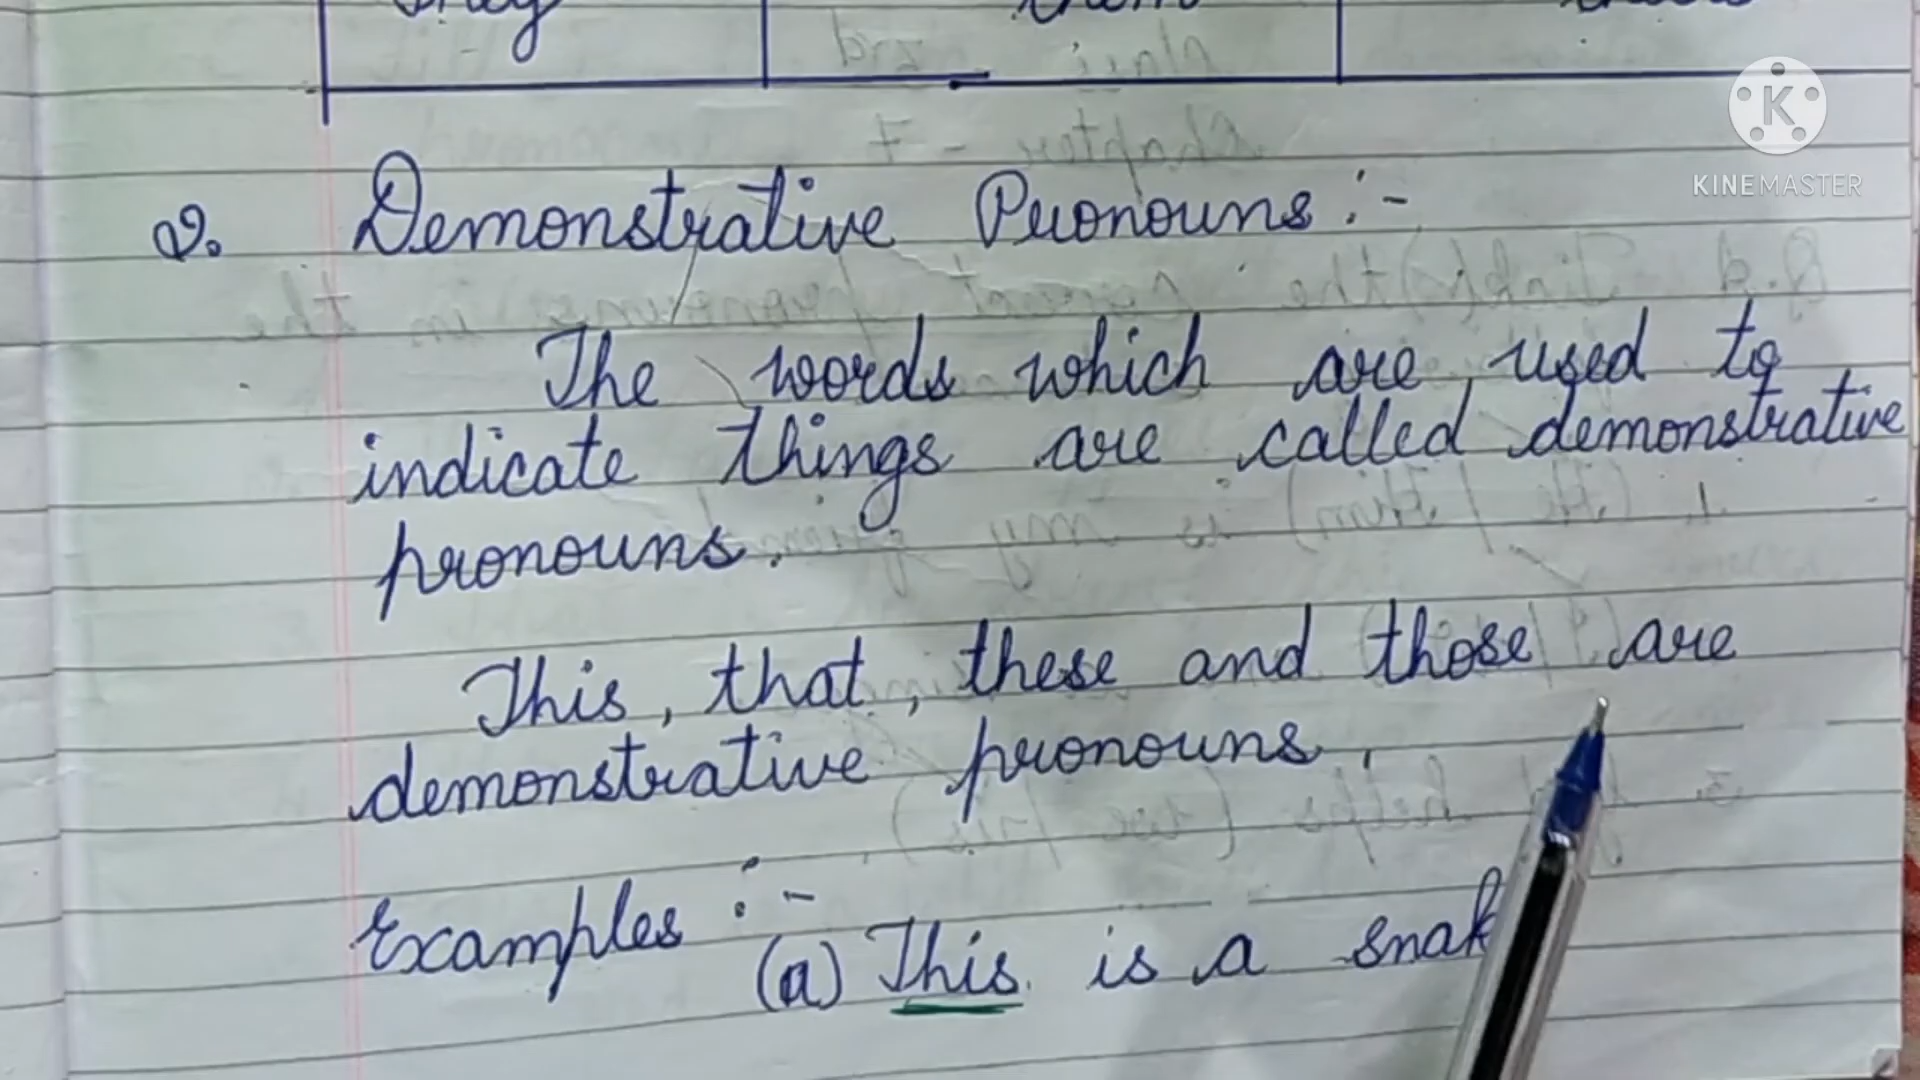 them
KINEMASTER
2. Demonstrative Pronouns :-
The words which are used to
indicate things are called demonstrative
pronouns.
This, that, these and those are
demonstrative pronouns.
Examples :-
(a) This is a snak